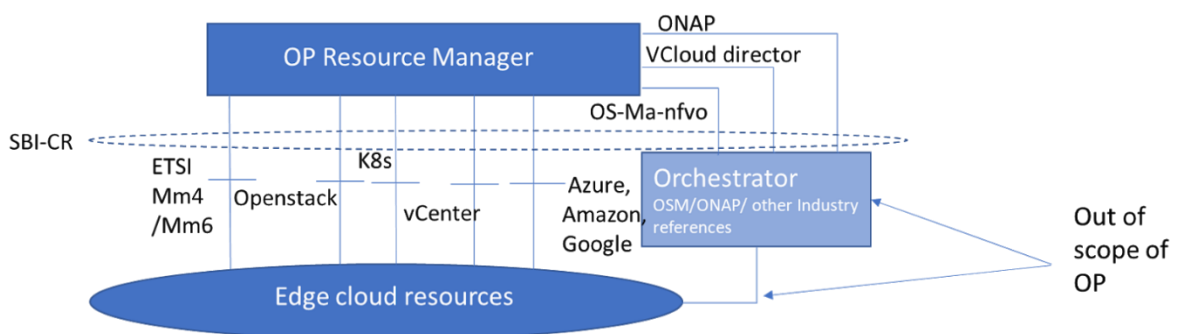 ONAP
OP Resource Manager
VCloud director
OS-Ma-nfvo
SBI-CR
ETSI
Mm4
/Mm6
Openstack
K8s
vCenter
Azure,
Amazon,
Google
Orchestrator
OSM/ONAP/ other Industry
references
Out of
scope of
OP
Edge cloud resources